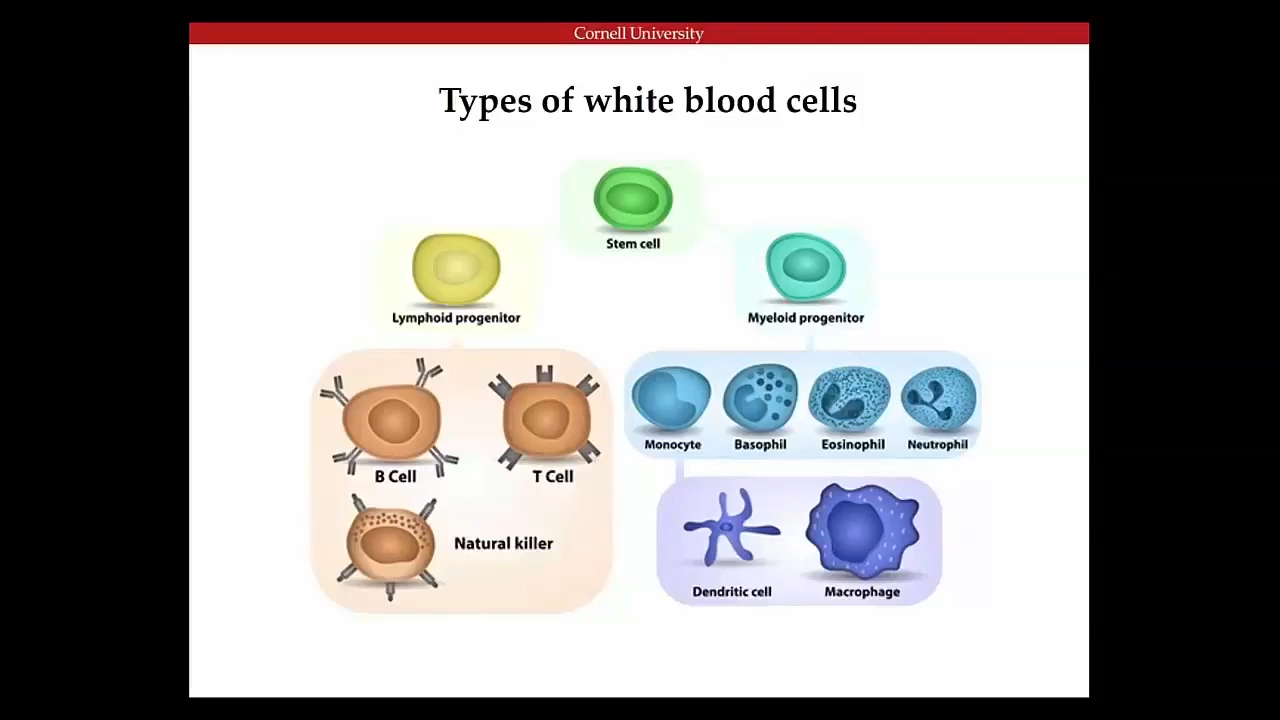 Cornell University
Types of white blood cells
Stem cell
Lymphoid progenitor
Myeloid progenitor
B Cell
T Cell
Natural killer
Monocyte
Basophil
Eosinophil
Neutrophil
Dendritic cell
Macrophage